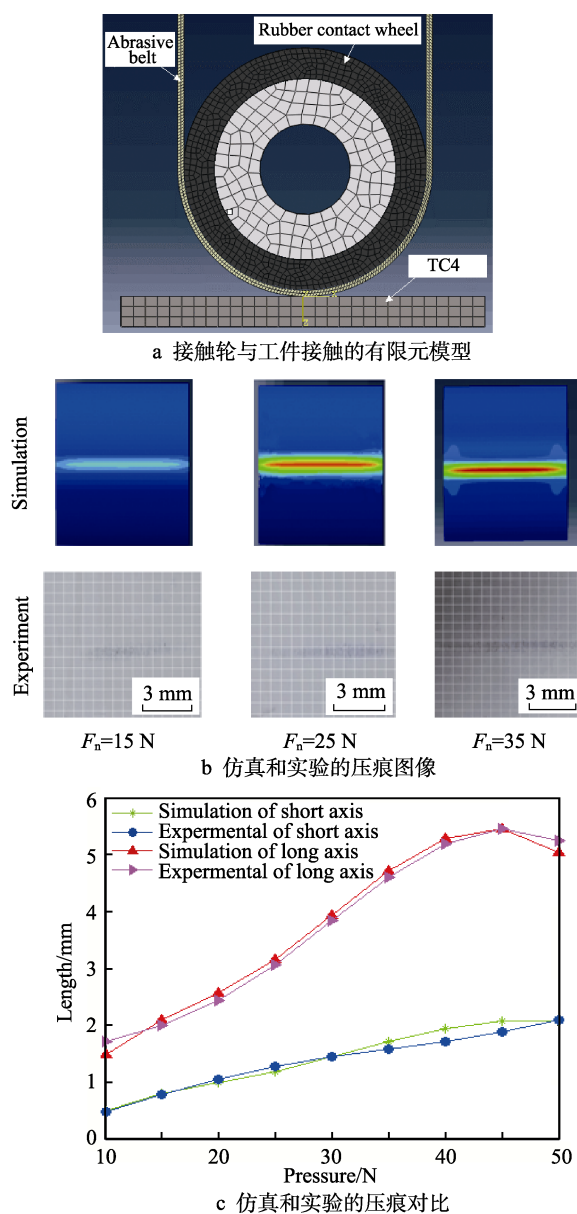 Rubber contact wheel
Abrasive
belt
TC4
a 接触轮与工件接触的有限元模型
Simulation
Experiment
3 mm
3 mm
3 mm
Fn=15 N
Fn=25 N
Fn=35 N
b 仿真和实验的压痕图像
6
5
4
3
2
1
0
Length/mm
Simulation of short axis
Expermental of short axis
Simulation of long axis
Expermental of long axis
10
20
30
40
50
Pressure/N
c 仿真和实验的压痕对比